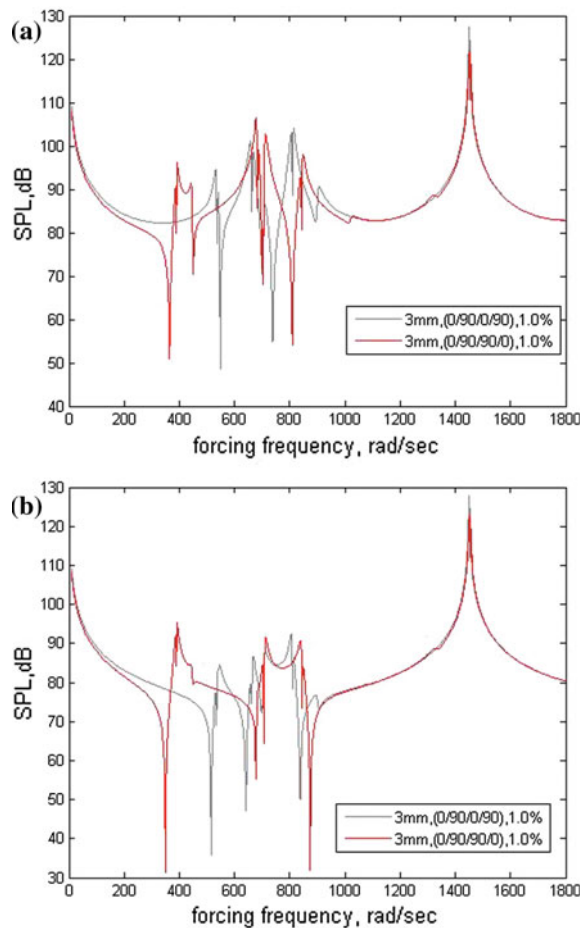 (a)
130
120
110
100
90
80
70
60
50
40
SPL,dB
3mm,(0/90/0/90),1.0%
3mm,(0/90/90/0),1.0%
0 200 400 600 800 1000 1200 1400 1600 1800
forcing frequency, rad/sec
(b)
130
120
110
100
90
80
70
60
50
40
30
SPL,dB
3mm,(0/90/0/90),1.0%
3mm,(0/90/90/0),1.0%
0 200 400 600 800 1000 1200 1400 1600 1800
forcing frequency, rad/sec